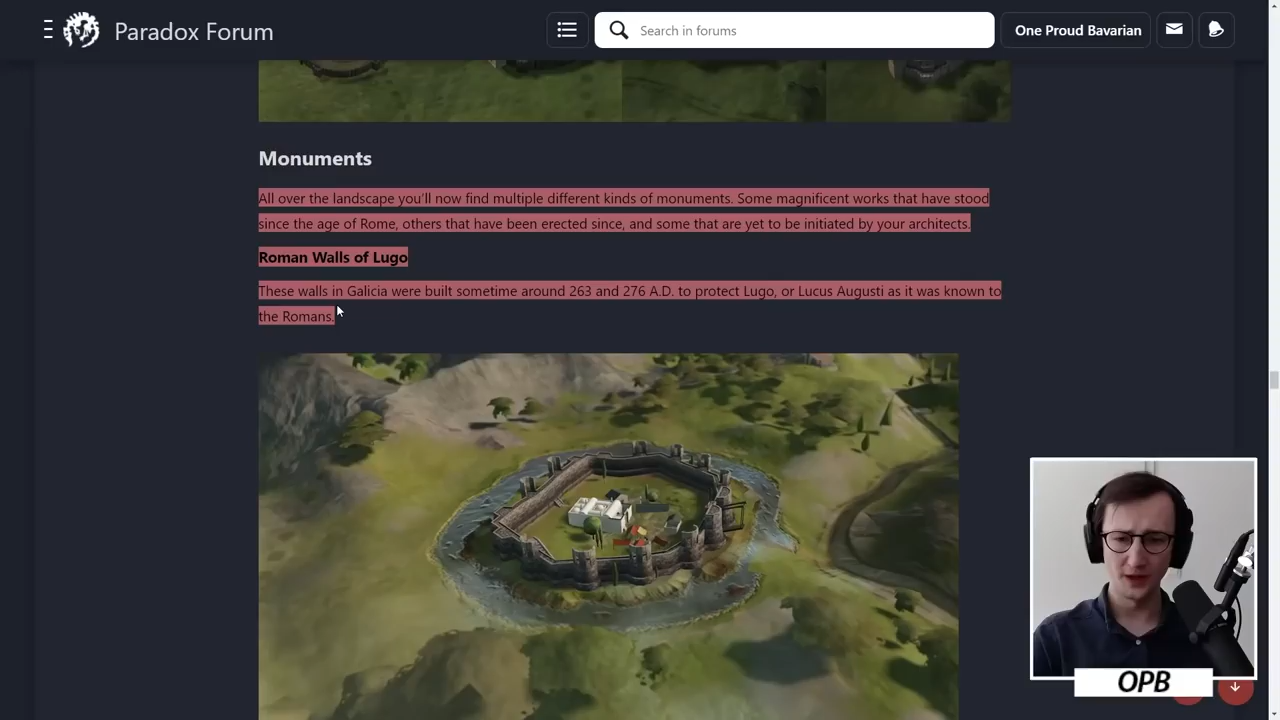 Paradox Forum
Search in forums
One Proud Bavarian
Monuments
All over the landscape you'll now find multiple different kinds of monuments. Some magnificent works that have stood
since the age of Rome, others that have been erected since, and some that are yet to be initiated by your architects.
Roman Walls of Lugo
These walls in Galicia were built sometime around 263 and 276 A.D. to protect Lugo, or Lucus Augusti as it was known to
the Romans.
OPB